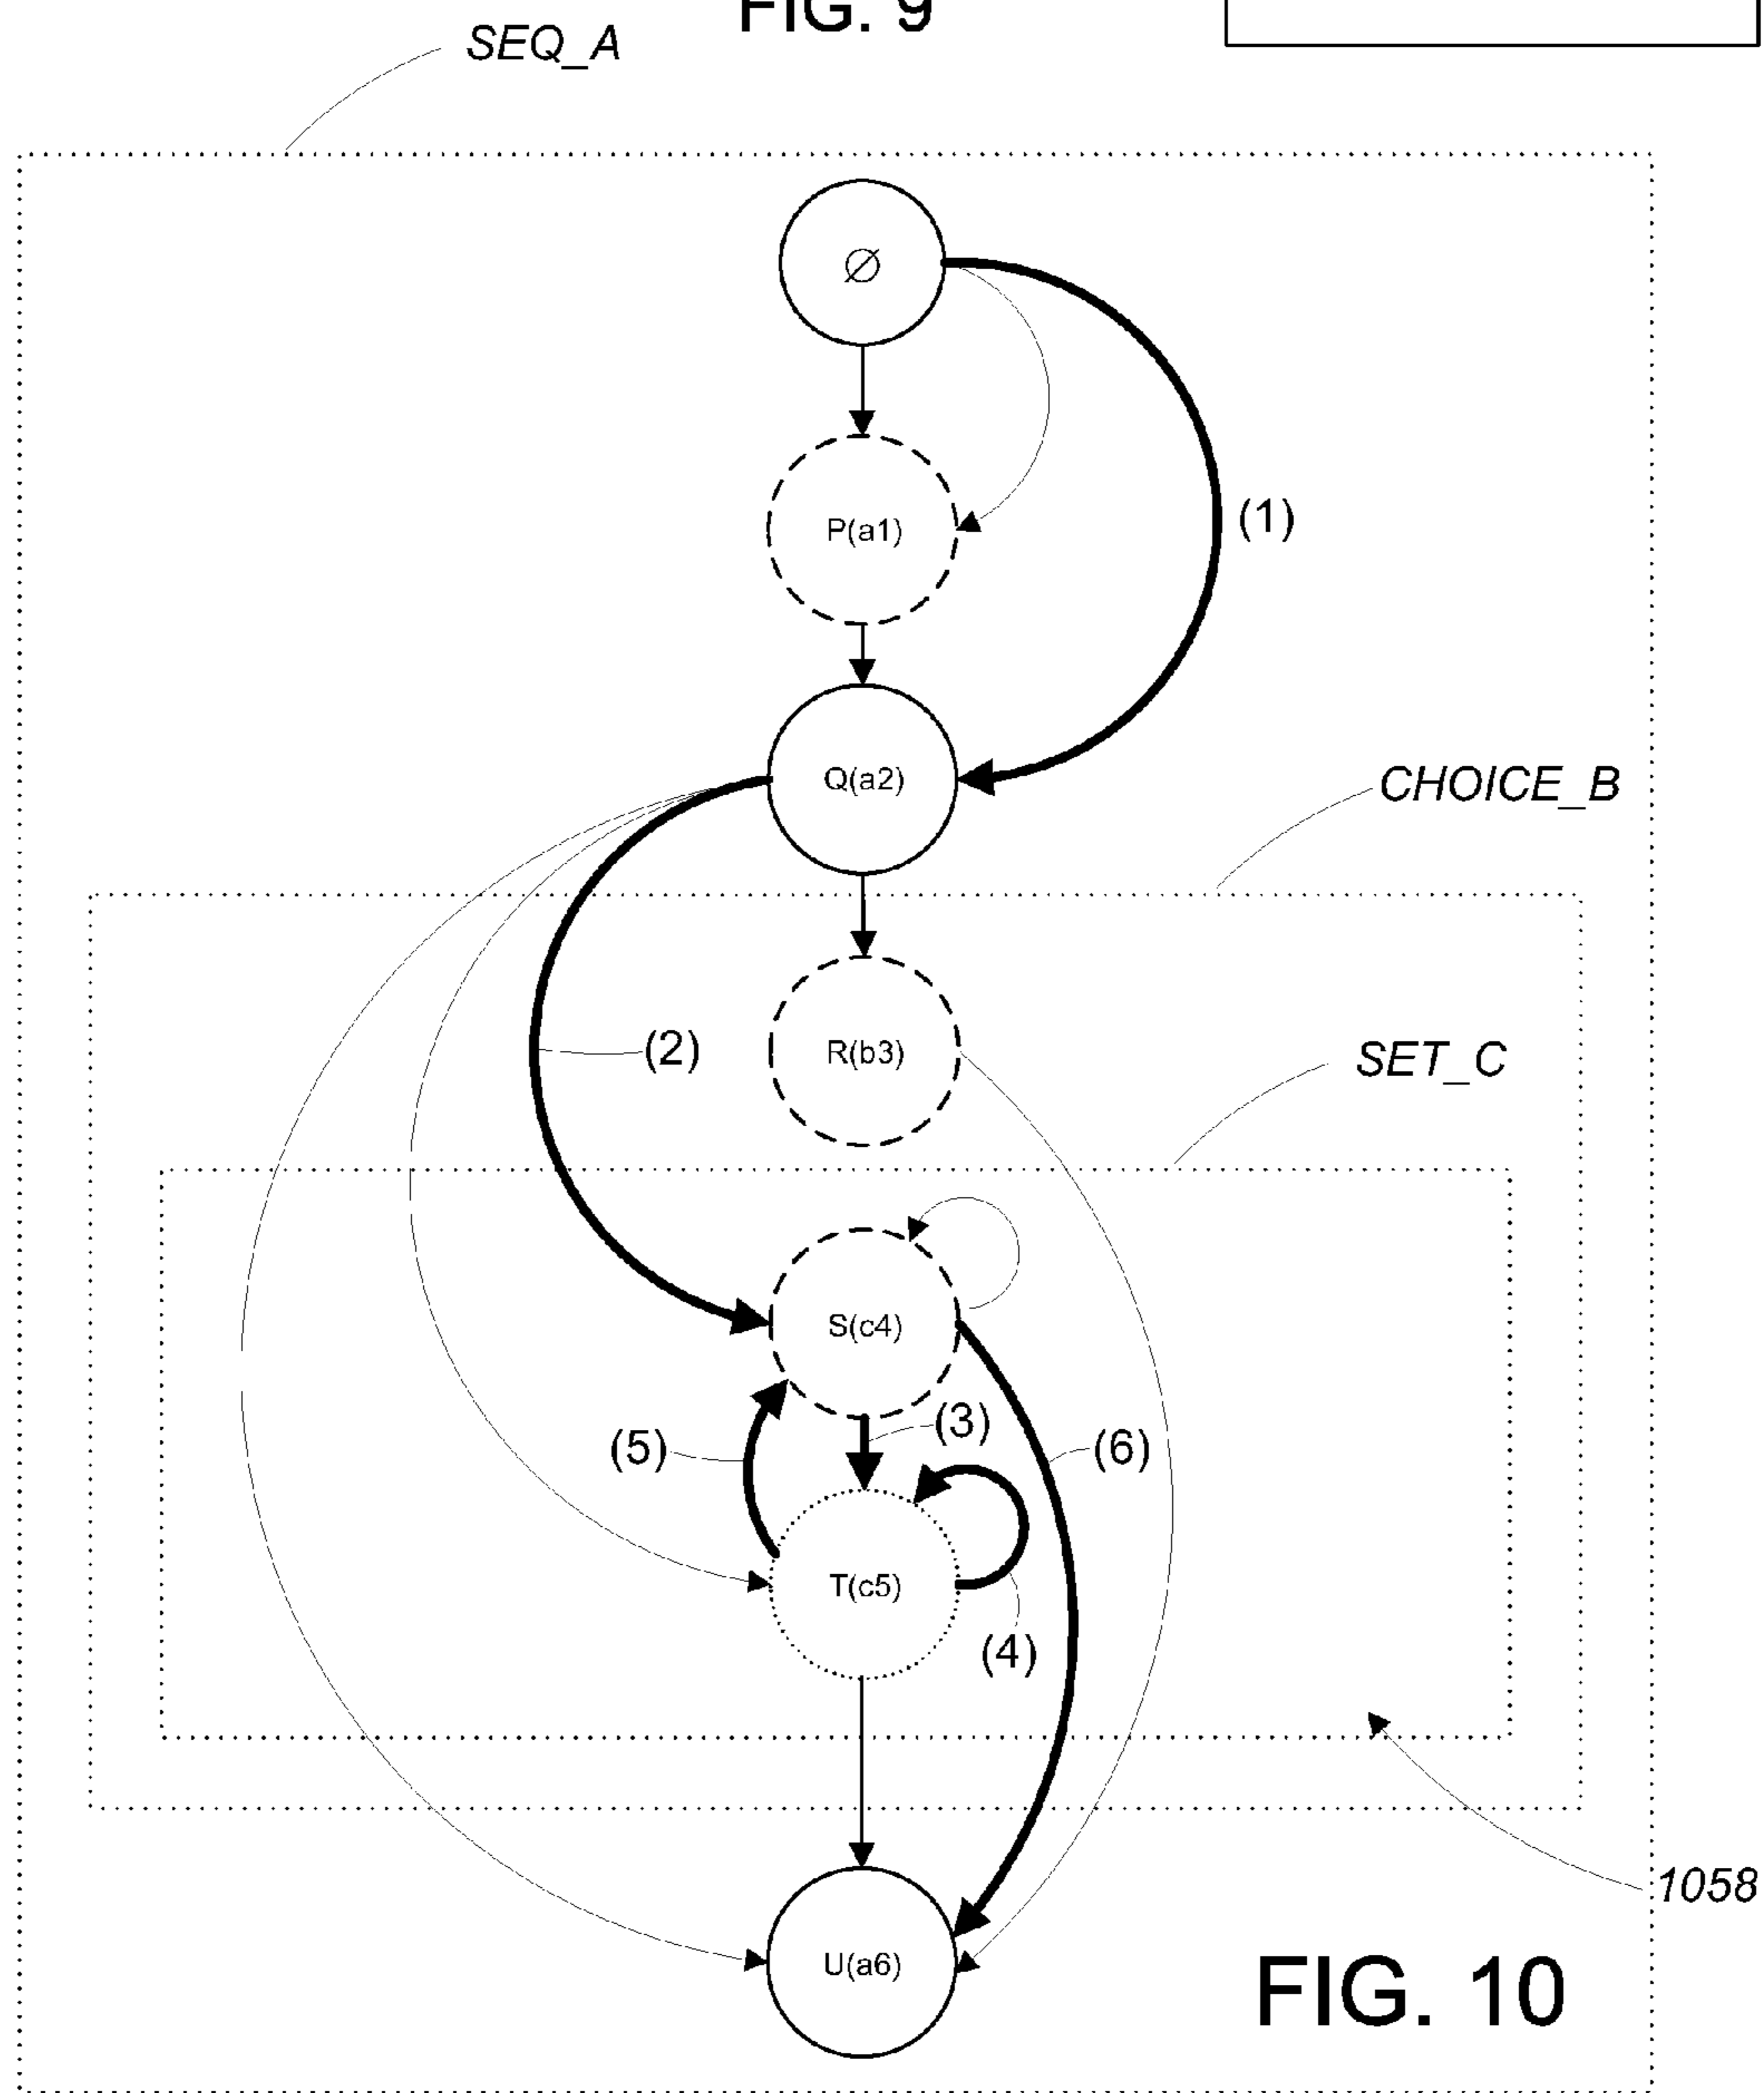 FIG. 9
SEQ_A
∅
P(a1)
(1)
Q(a2)
CHOICE_B
(2)
R(b3)
SET_C
S(c4)
(3)
(5)
(6)
T(c5)
(4)
1058
U(a6)
FIG. 10